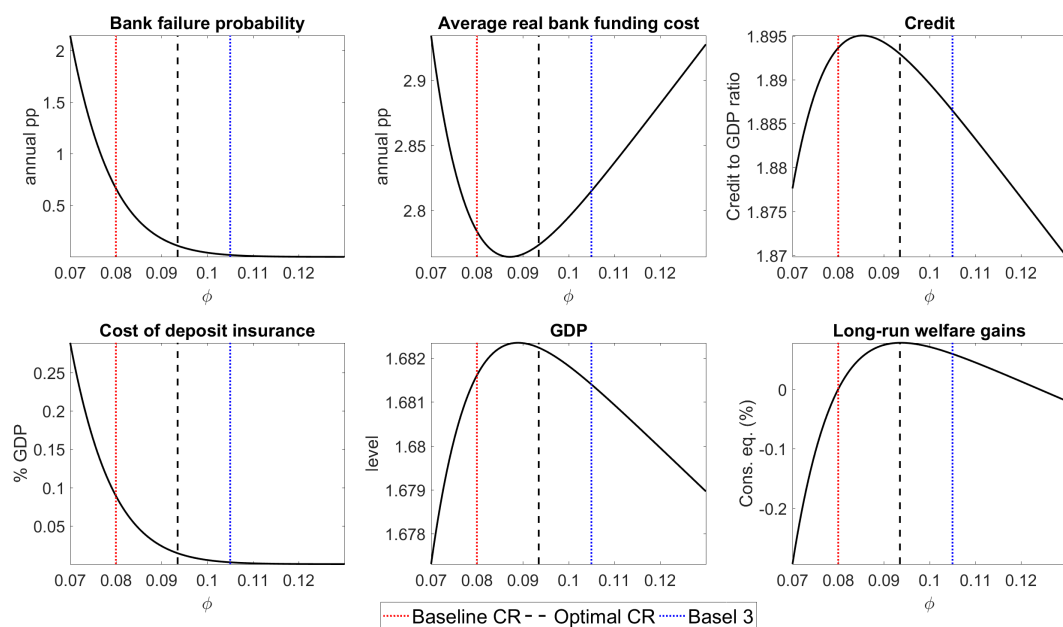 Bank failure probability
annual pp
2
1.5
1
0.5
0.07 0.08 0.09 0.1 0.11 0.12
ϕ
Average real bank funding cost
annual pp
2.9
2.85
2.8
0.07 0.08 0.09 0.1 0.11 0.12
ϕ
Credit
Credit to GDP ratio
1.895
1.89
1.885
1.88
1.875
1.87
0.07 0.08 0.09 0.1 0.11 0.12
ϕ
Cost of deposit insurance
% GDP
0.25
0.2
0.15
0.1
0.05
0.07 0.08 0.09 0.1 0.11 0.12
ϕ
GDP
level
1.682
1.681
1.68
1.679
1.678
0.07 0.08 0.09 0.1 0.11 0.12
ϕ
Long-run welfare gains
Cons. eq. (%)
0
-0.1
-0.2
0.07 0.08 0.09 0.1 0.11 0.12
ϕ
Baseline CR Optimal CR Basel 3